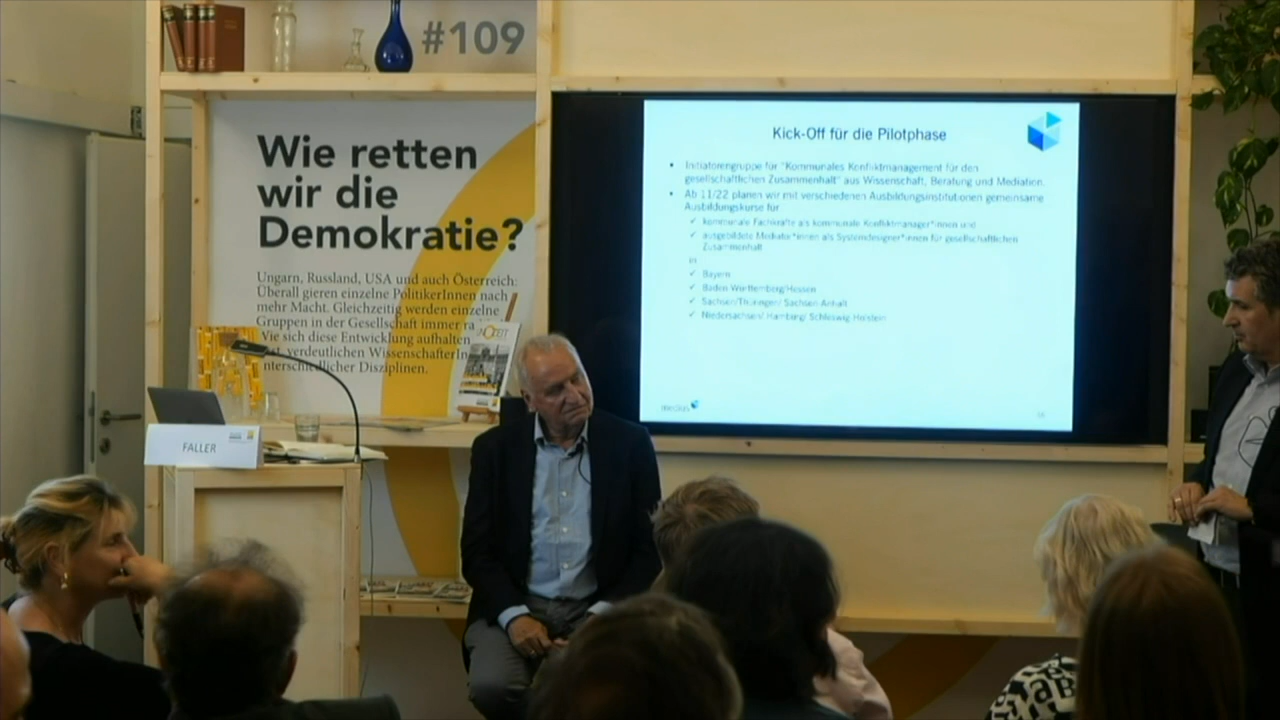 #109
Wie retten
wir die
Demokratie?
Ungarn, Russland, USA und auch Österreich:
Überall gieren einzelne PolitikerInnen nach
mehr Macht. Gleichzeitig werden einzelne
Gruppen in der Gesellschaft immer ra
Wie sich diese Entwicklung aufhalten
verdeutlichen WissenschafterIn
nterschiedlicher Disziplinen.
FALLER
Kick-Off für die Pilotphase
• Initiatorengruppe für "Kommunales Konfliktmanagement für den
gesellschaftlichen Zusammenhalt" aus Wissenschaft, Beratung und Mediation.
• Ab 11/22 planen wir mit verschiedenen Ausbildungsinstitutionen gemeinsame
Ausbildungskurse für
✓ kommunale Fachkräfte als kommunale Konfliktmanager*innen und
✓ ausgebildete Mediator*innen als Systemdesigner*innen für gesellschaftlichen
Zusammenhalt
in
✓ Bayern
✓ Baden Württemberg/Hessen
✓ Sachsen/Thüringen/ Sachsen Anhalt
✓ Niedersachsen/ Hamburg/ Schleswig-Holstein
medius